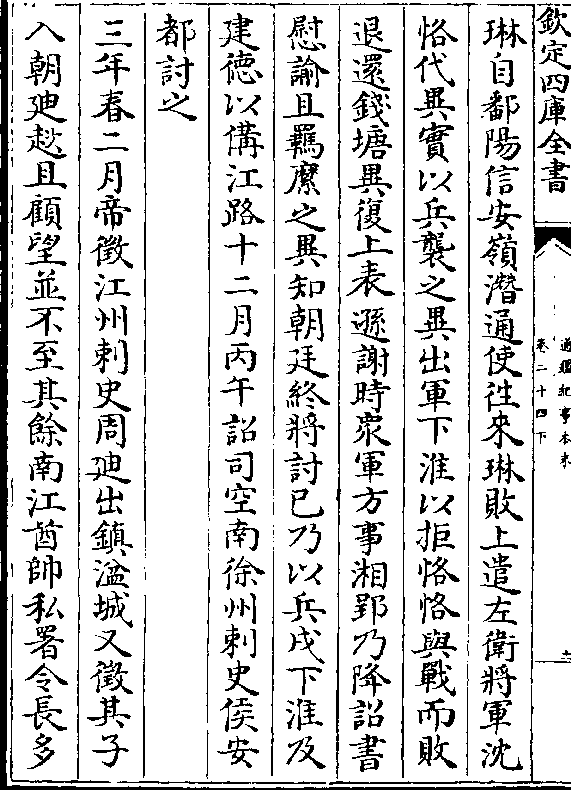 欽定四庫全書
通鑑紀事本末
卷二十四下
琳自鄱陽信安嶺潛通使往來琳敗上遣左衛將軍沈
恪代異實以兵襲之異出軍下淮以拒恪恪與戰而敗
退還錢塘異復上表遜謝時衆軍方事湘郢乃降詔書
慰諭且羈縻之異知朝廷終將討已乃以兵戍下淮及
建德以備江路十二月丙午詔司空南徐州刺史侯安
都討之
三年春二月帝徵江州刺史周廸出鎮湓城又徵其子
入朝廸趑且顧望並不至其餘南江酋帥私署令長多